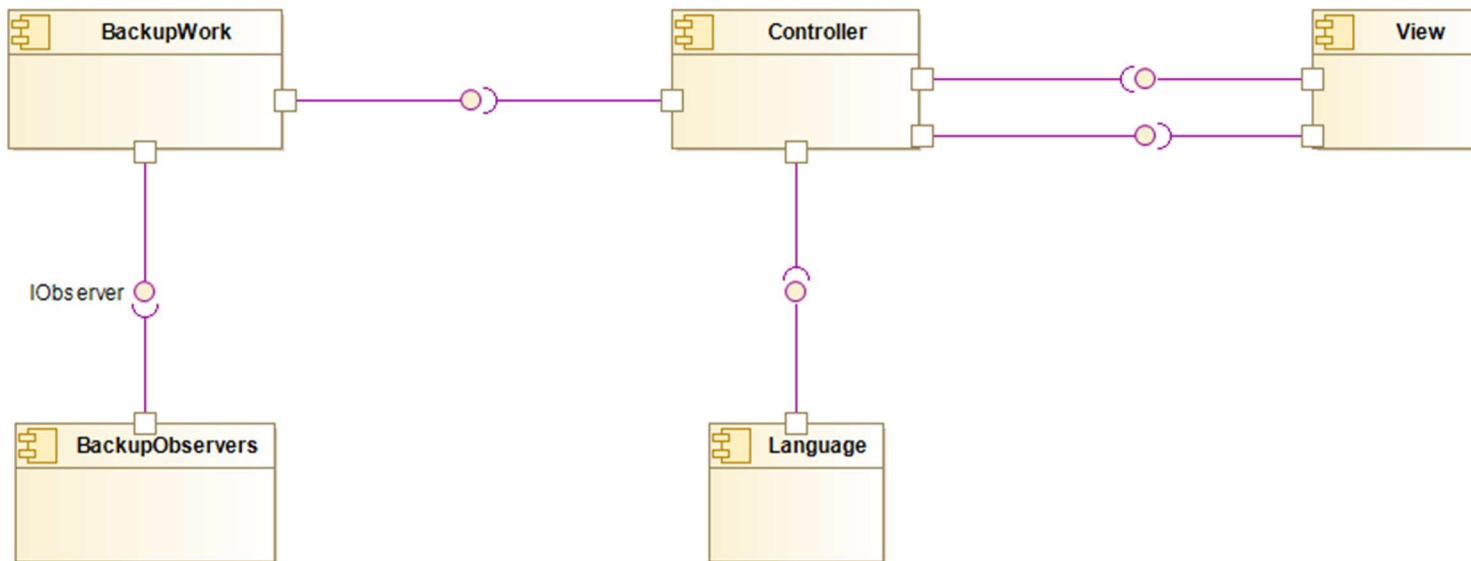 BackupWork
Controller
View
IObserver
BackupObservers
Language